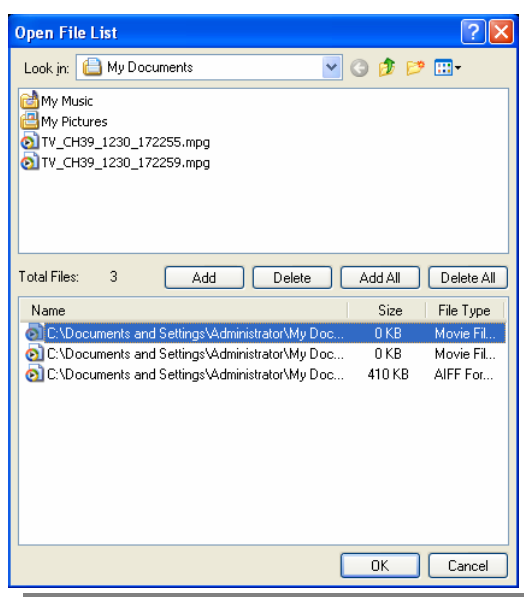 Open File List
Look in: My Documents
My Music
My Pictures
TV_CH39_1230_172255.mpg
TV_CH39_1230_172259.mpg
Total Files: 3 Add Delete Add All Delete All
Name Size File Type
C:\Documents and Settings\Administrator\My Doc... 0 KB Movie Fil...
C:\Documents and Settings\Administrator\My Doc... 0 KB Movie Fil...
C:\Documents and Settings\Administrator\My Doc... 410 KB AIFF For...
OK Cancel